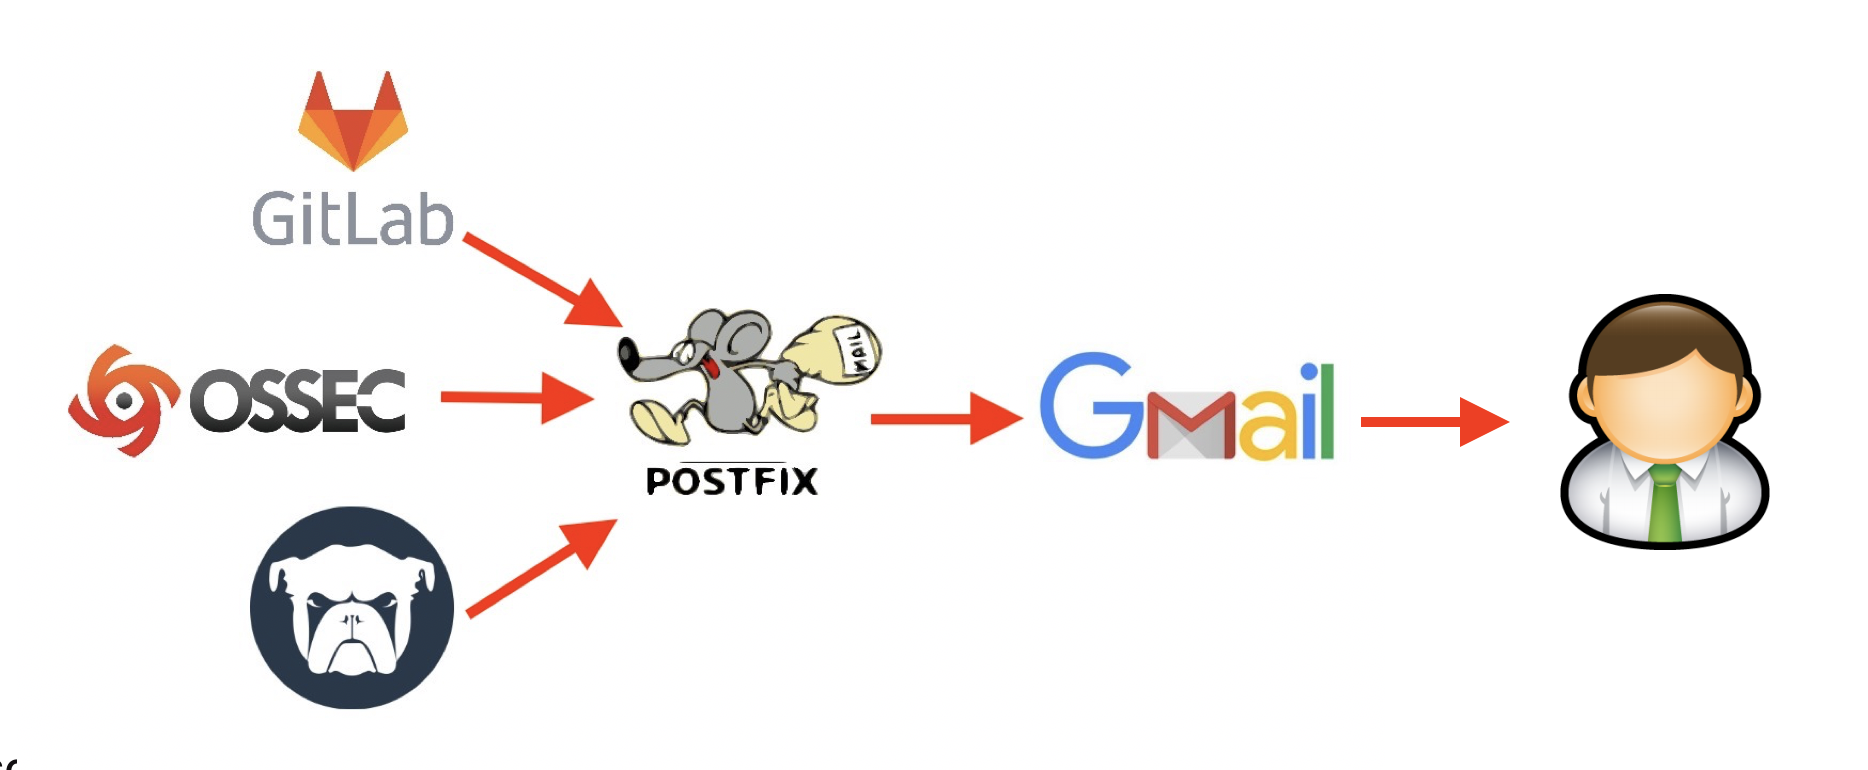 GitLab
OSSEC
MAIL
POSTFIX
Gmail